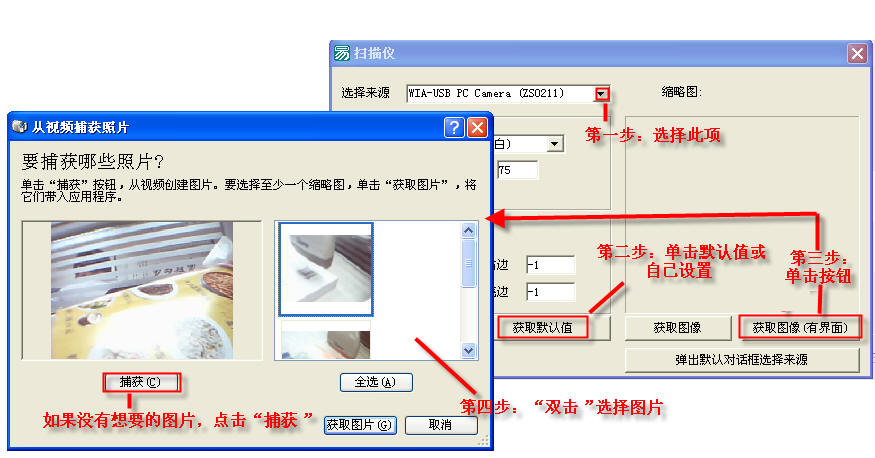 扫描仪
选择来源
WIA-USB PC Camera (ZS0211)
缩略图:
第一步：选择此项
从视频捕获照片
要捕获哪些照片?
单击“捕获”按钮，从视频创建图片。要选择至少一个缩略图，单击“获取图片”，将
它们带入应用程序。
白)
75
第二步：单击默认值或
自己设置
第三步：
单击按钮
右边
-1
底边
-1
获取默认值
获取图像
获取图像(有界面)
弹出默认对话框选择来源
捕获(C)
全选(A)
第四步：“双击”选择图片
如果没有想要的图片，点击“捕获 ”
获取图片(G)
取消